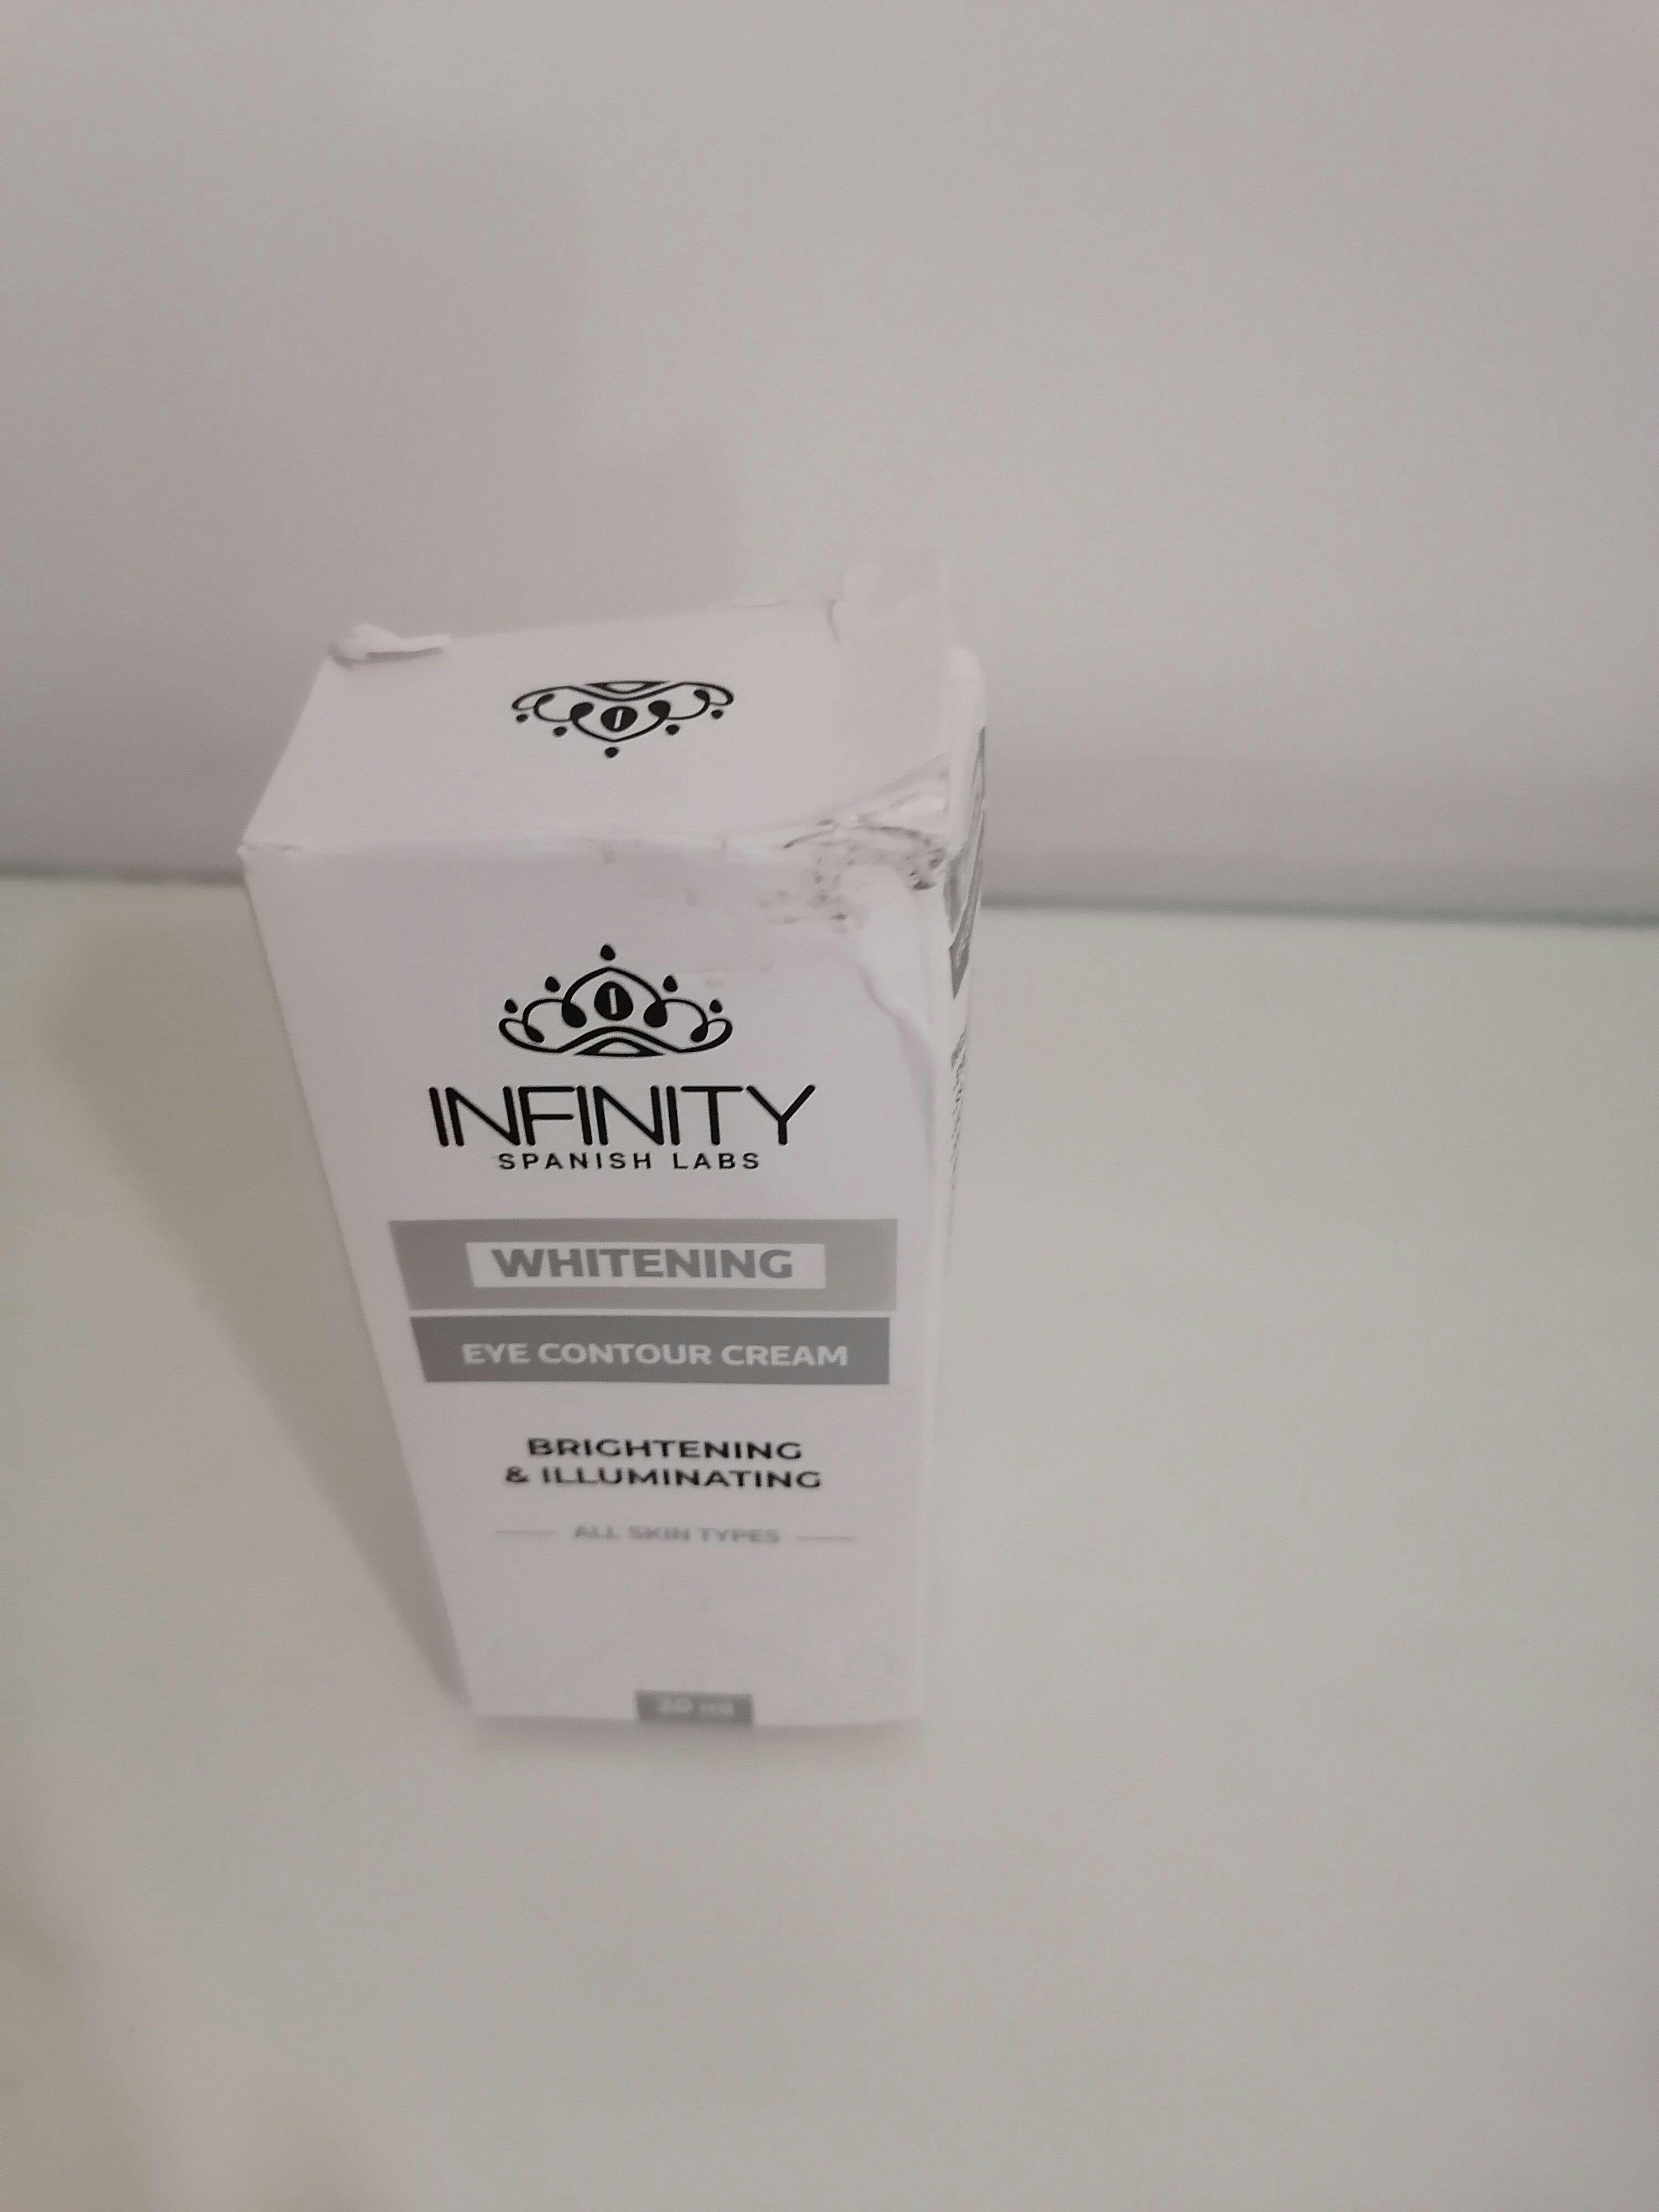 INFINITY
SPANISH LABS
WHITENING
EYE CONTOUR CREAM
BRIGHTENING
& ILLUMINATING
ALL SKIN TYPES